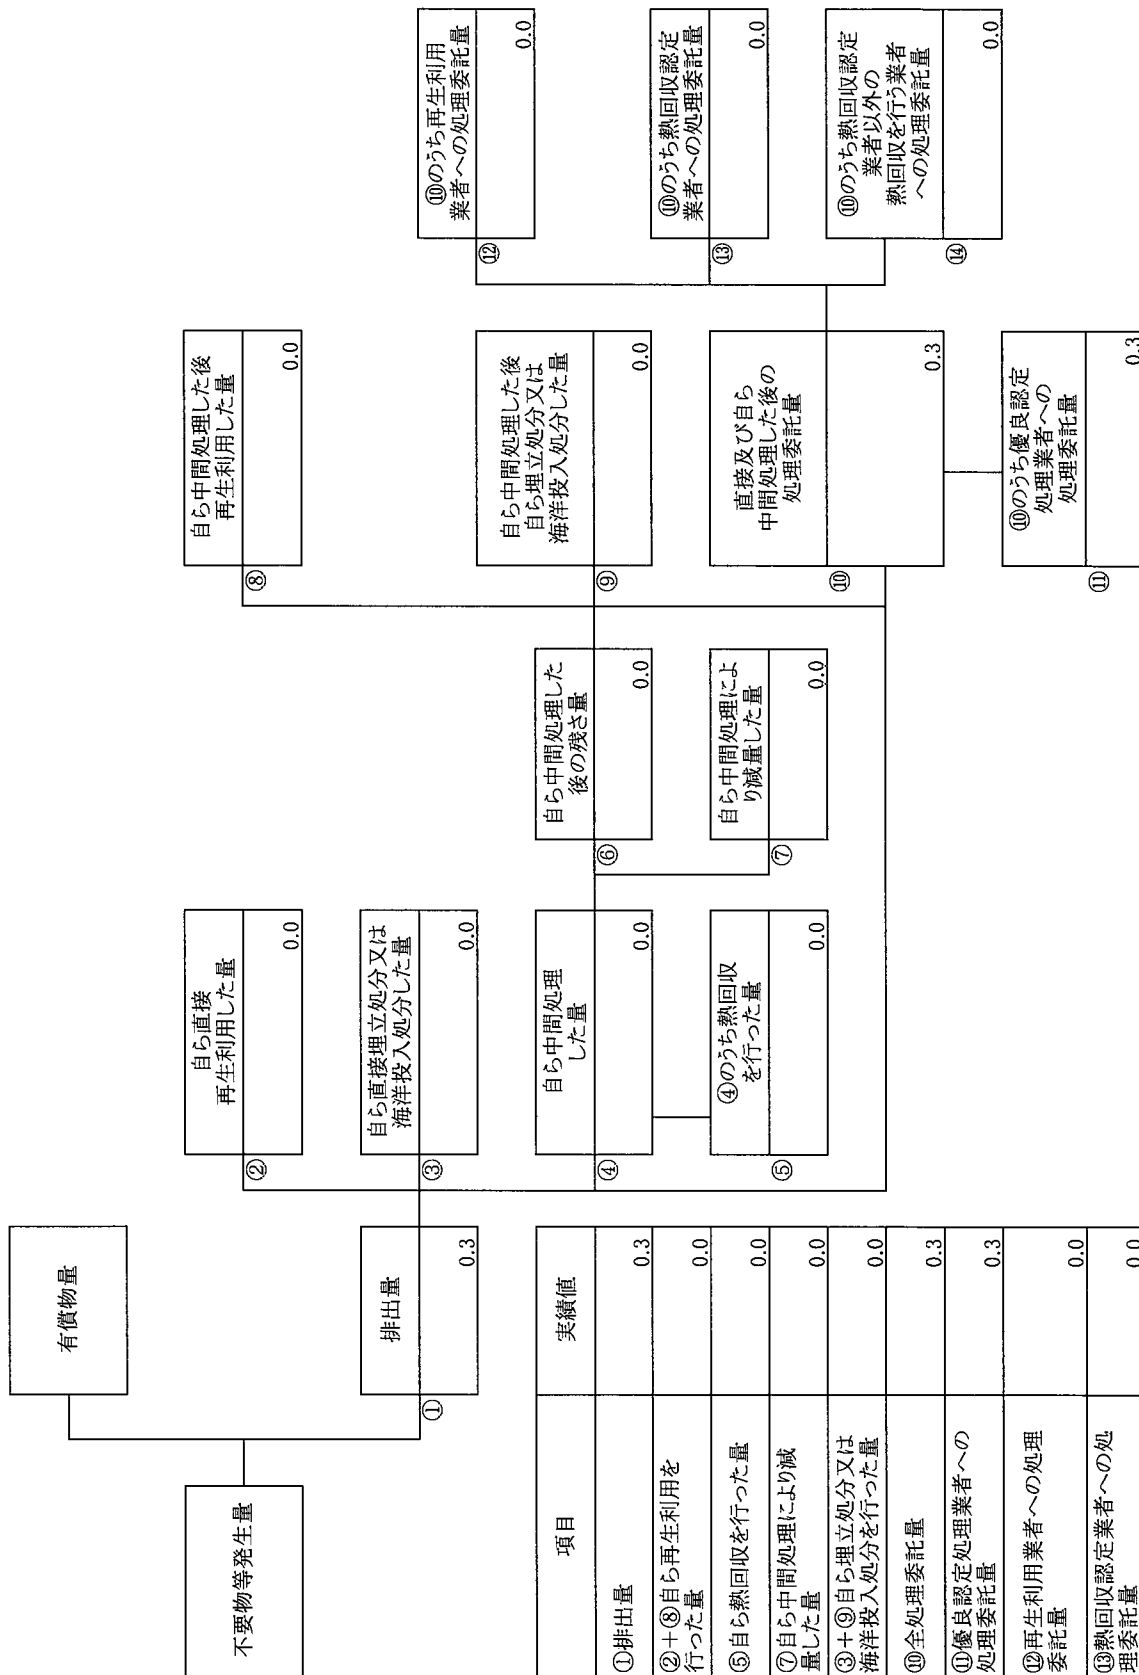 不要物等発生量
有償物量
①
排出量
0.3
②
自ら直接
再生利用した量
0.0
③
自ら直接埋立処分又は
海洋投入処分した量
0.0
④
自ら中間処理
した量
0.0
⑤
④のうち熱回収
を行った量
0.0
⑥
自ら中間処理した
後の残さ量
0.0
⑦
自ら中間処理によ
り減量した量
0.0
⑧
自ら中間処理した後
再生利用した量
0.0
⑨
自ら中間処理した後
自ら埋立処分又は
海洋投入処分した量
0.0
⑩
直接及び自ら
中間処理した後の
処理委託量
0.3
⑪
⑩のうち優良認定
処理業者への
処理委託量
0.3
⑫
⑩のうち再生利用
業者への処理委託量
0.0
⑬
⑩のうち熱回収認定
業者への処理委託量
0.0
⑭
⑩のうち熱回収認定
業者以外の
熱回収を行う業者
への処理委託量
0.0
項目 実績値
①排出量 0.3
②+⑧自ら再生利用を
行った量 0.0
⑤自ら熱回収を行った量 0.0
⑦自ら中間処理により減
量した量 0.0
③+⑨自ら埋立処分又は
海洋投入処分を行った量 0.0
⑩全処理委託量 0.3
⑪優良認定処理業者への
処理委託量 0.3
⑫再生利用業者への処理
委託量 0.0
⑬熱回収認定業者への処
理委託量 0.0